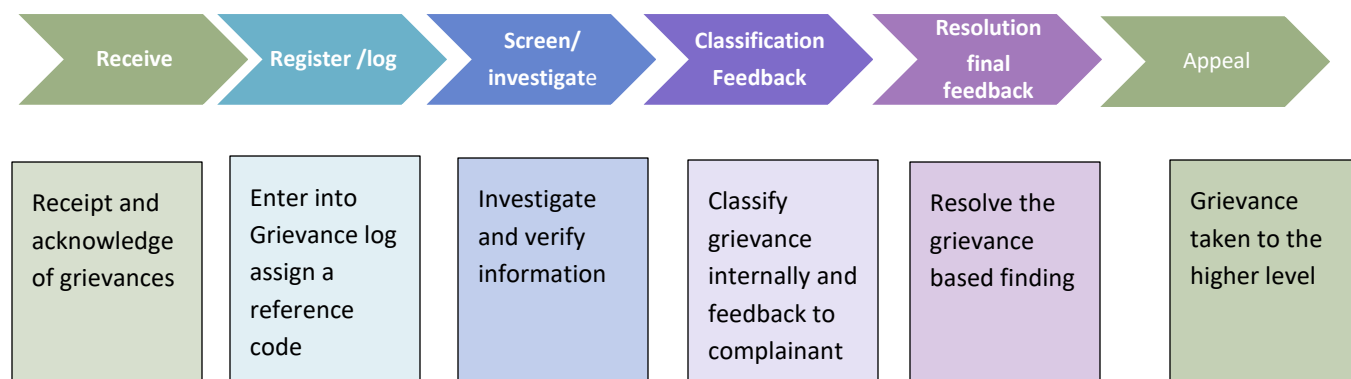 Receive
Register /log
Screen/
investigate
Classification
Feedback
Resolution
final
feedback
Appeal
Receipt and
acknowledge
of grievances
Enter into
Grievance log
assign a
reference
code
Investigate
and verify
information
Classify
grievance
internally and
feedback to
complainant
Resolve the
grievance
based finding
Grievance
taken to the
higher level